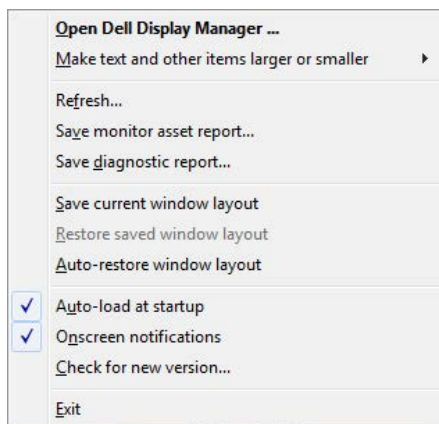 Open Dell Display Manager ...
Make text and other items larger or smaller
Refresh...
Save monitor asset report...
Save diagnostic report...
Save current window layout
Restore saved window layout
Auto-restore window layout
Auto-load at startup
Onscreen notifications
Check for new version...
Exit